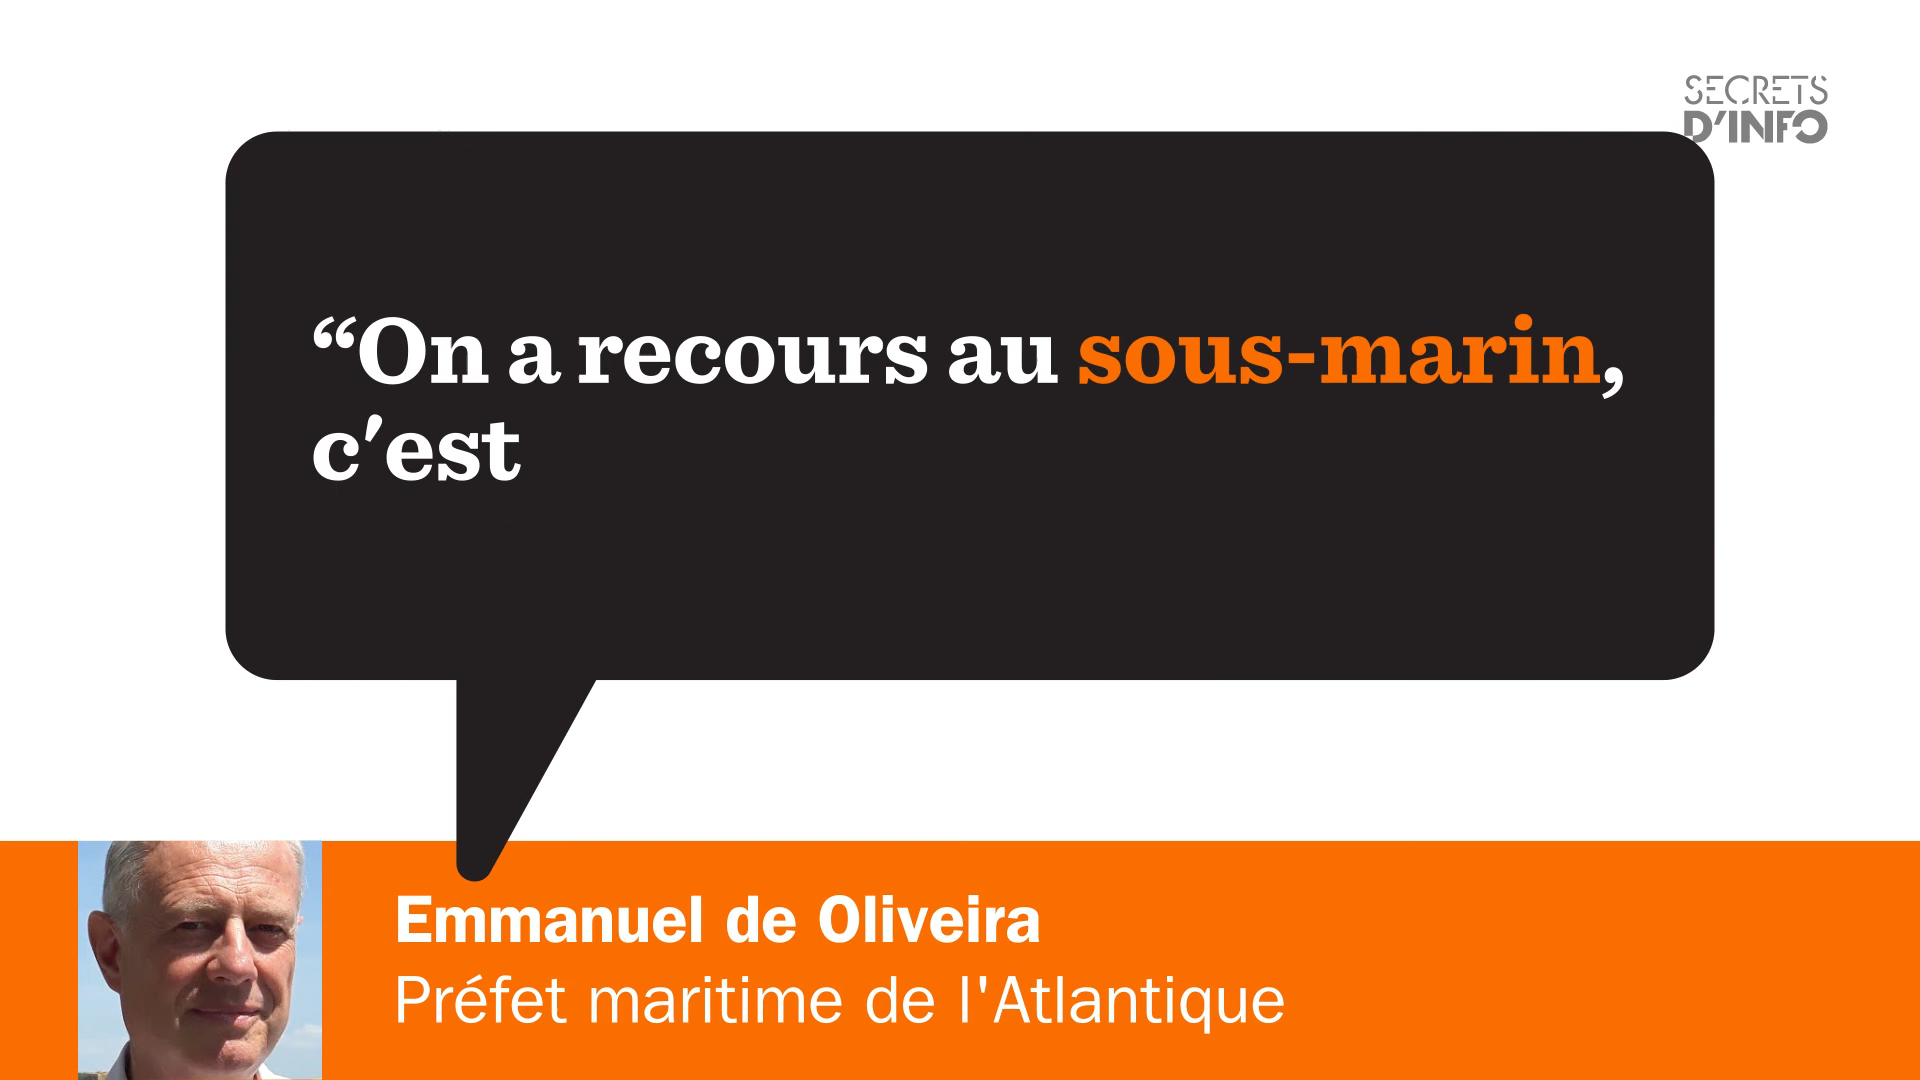 SECRETS
D'INFO
“On a recours au sous-marin,
c'est
Emmanuel de Oliveira
Préfet maritime de l'Atlantique